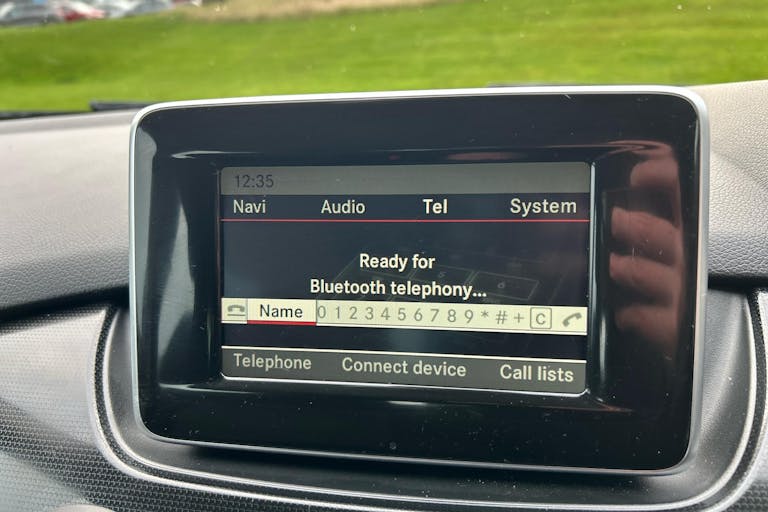 12:35
Navi Audio Tel System
Ready for
Bluetooth telephony...
Name 0 1 2 3 4 5 6 7 8 9 * # + C
Telephone Connect device Call lists